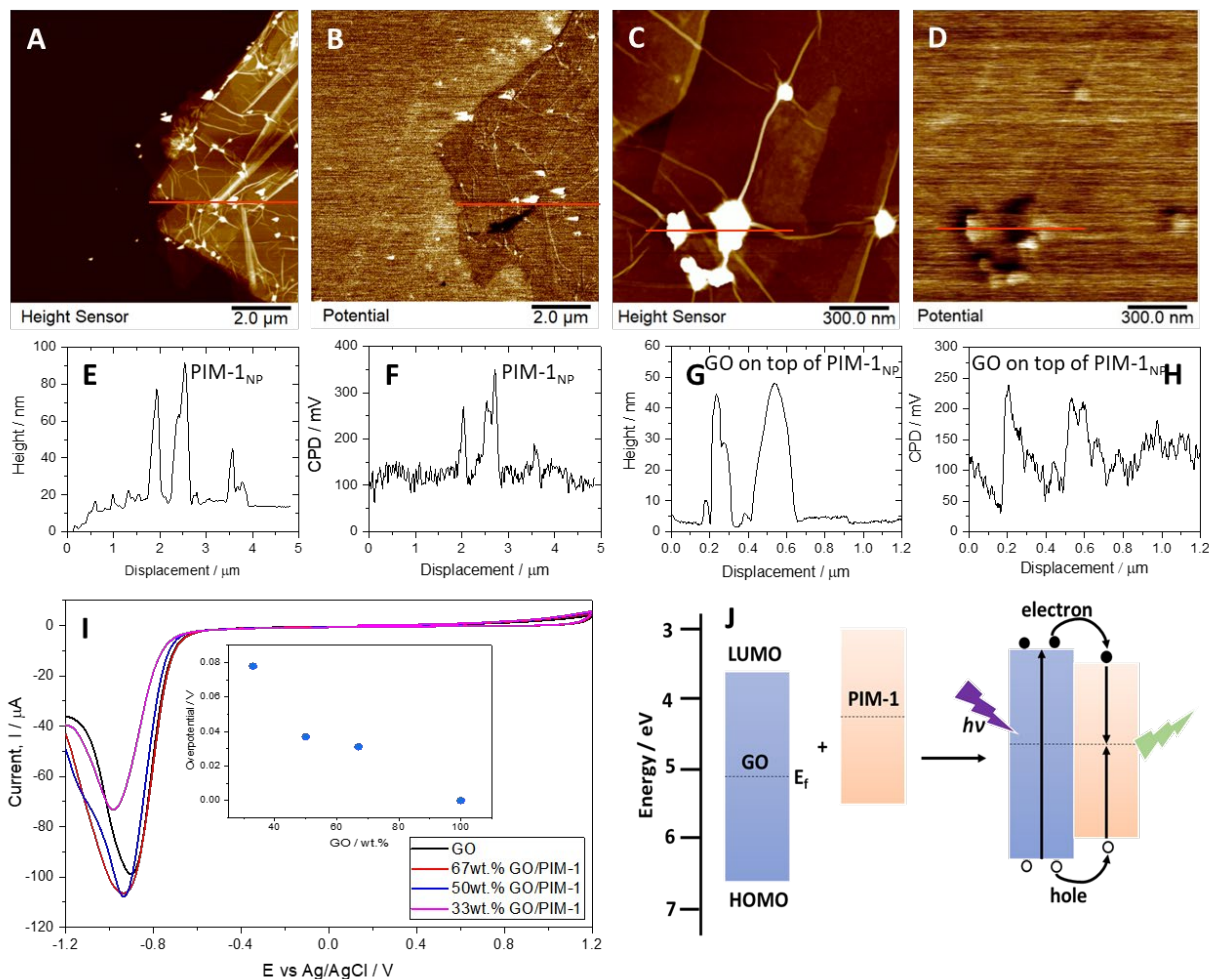 A
B
C
D
Height Sensor
2.0 µm
Potential
2.0 µm
Height Sensor
300.0 nm
Potential
300.0 nm
E
PIM-1NP
Height / nm
100
80
60
40
20
0
0 1 2 3 4 5
Displacement / µm
F
PIM-1NP
CPD / mV
400
300
200
100
0
0 1 2 3 4 5
Displacement / µm
GO on top of PIM-1NP
G
Height / nm
60
50
40
30
20
10
0
0.0 0.2 0.4 0.6 0.8 1.0 1.2
Displacement / µm
GO on top of PIM-1NP
H
CPD / mV
300
250
200
150
100
50
0
0.0 0.2 0.4 0.6 0.8 1.0 1.2
Displacement / µm
I
Current, I / µA
0
-20
-40
-60
-80
-100
-120
-1.2 -0.8 -0.4 0.0 0.4 0.8 1.2
E vs Ag/AgCl / V
Overpotential / V
0.08
0.06
0.04
0.02
0.00
40 60 80 100
GO / wt.%
GO
67wt.% GO/PIM-1
50wt.% GO/PIM-1
33wt.% GO/PIM-1
J
Energy / eV
3
4
5
6
7
LUMO
GO
Ef
HOMO
+
PIM-1
electron
hν
hole